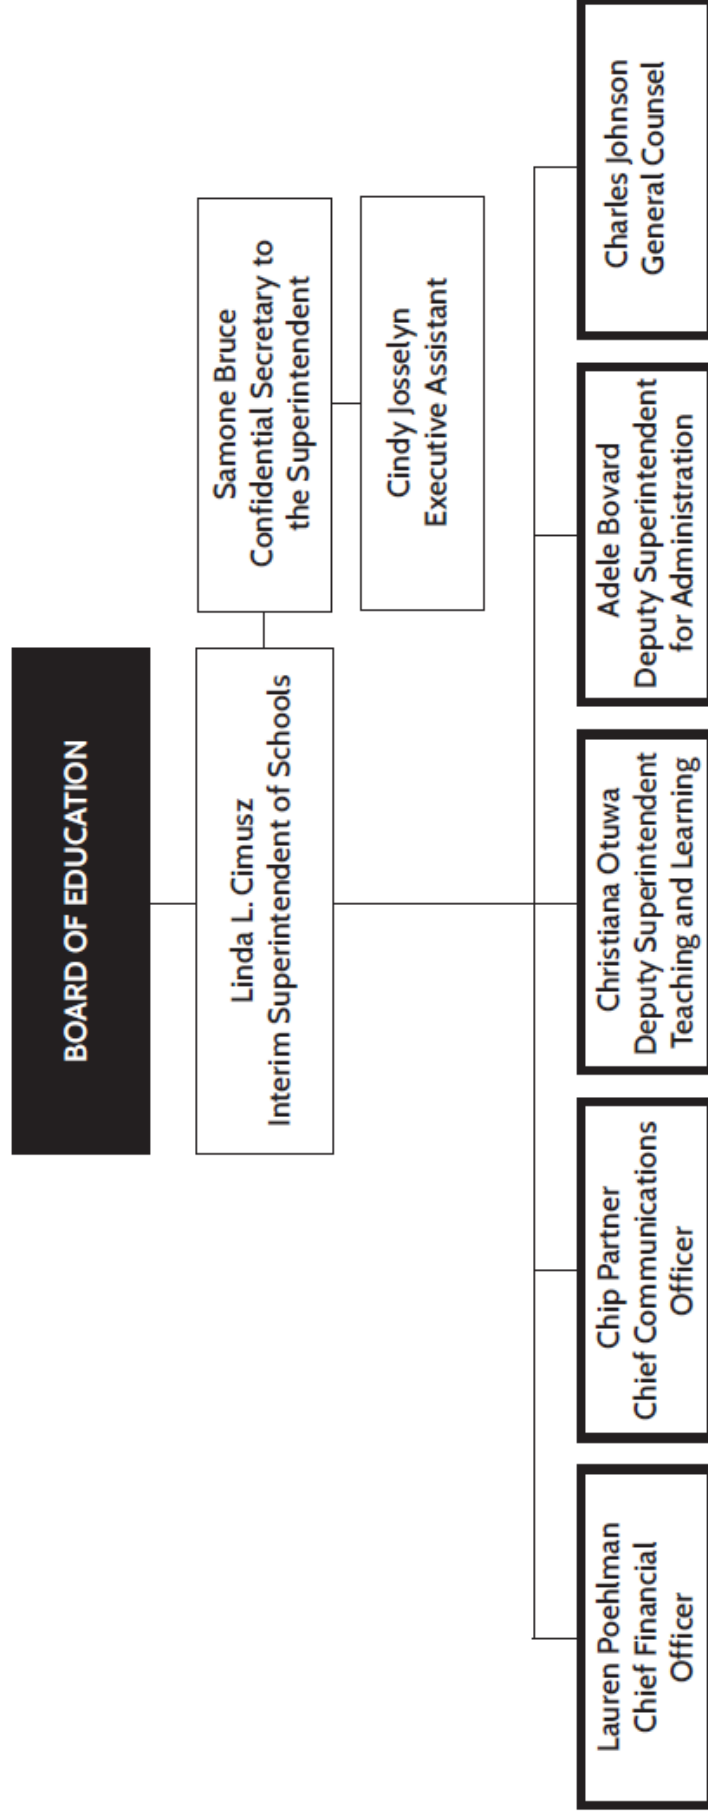 BOARD OF EDUCATION
Linda L. Cimusz
Interim Superintendent of Schools
Samone Bruce
Confidential Secretary to
the Superintendent
Cindy Josselyn
Executive Assistant
Lauren Poehlman
Chief Financial
Officer
Chip Partner
Chief Communications
Officer
Christiana Otuwa
Deputy Superintendent
Teaching and Learning
Adele Bovard
Deputy Superintendent
for Administration
Charles Johnson
General Counsel